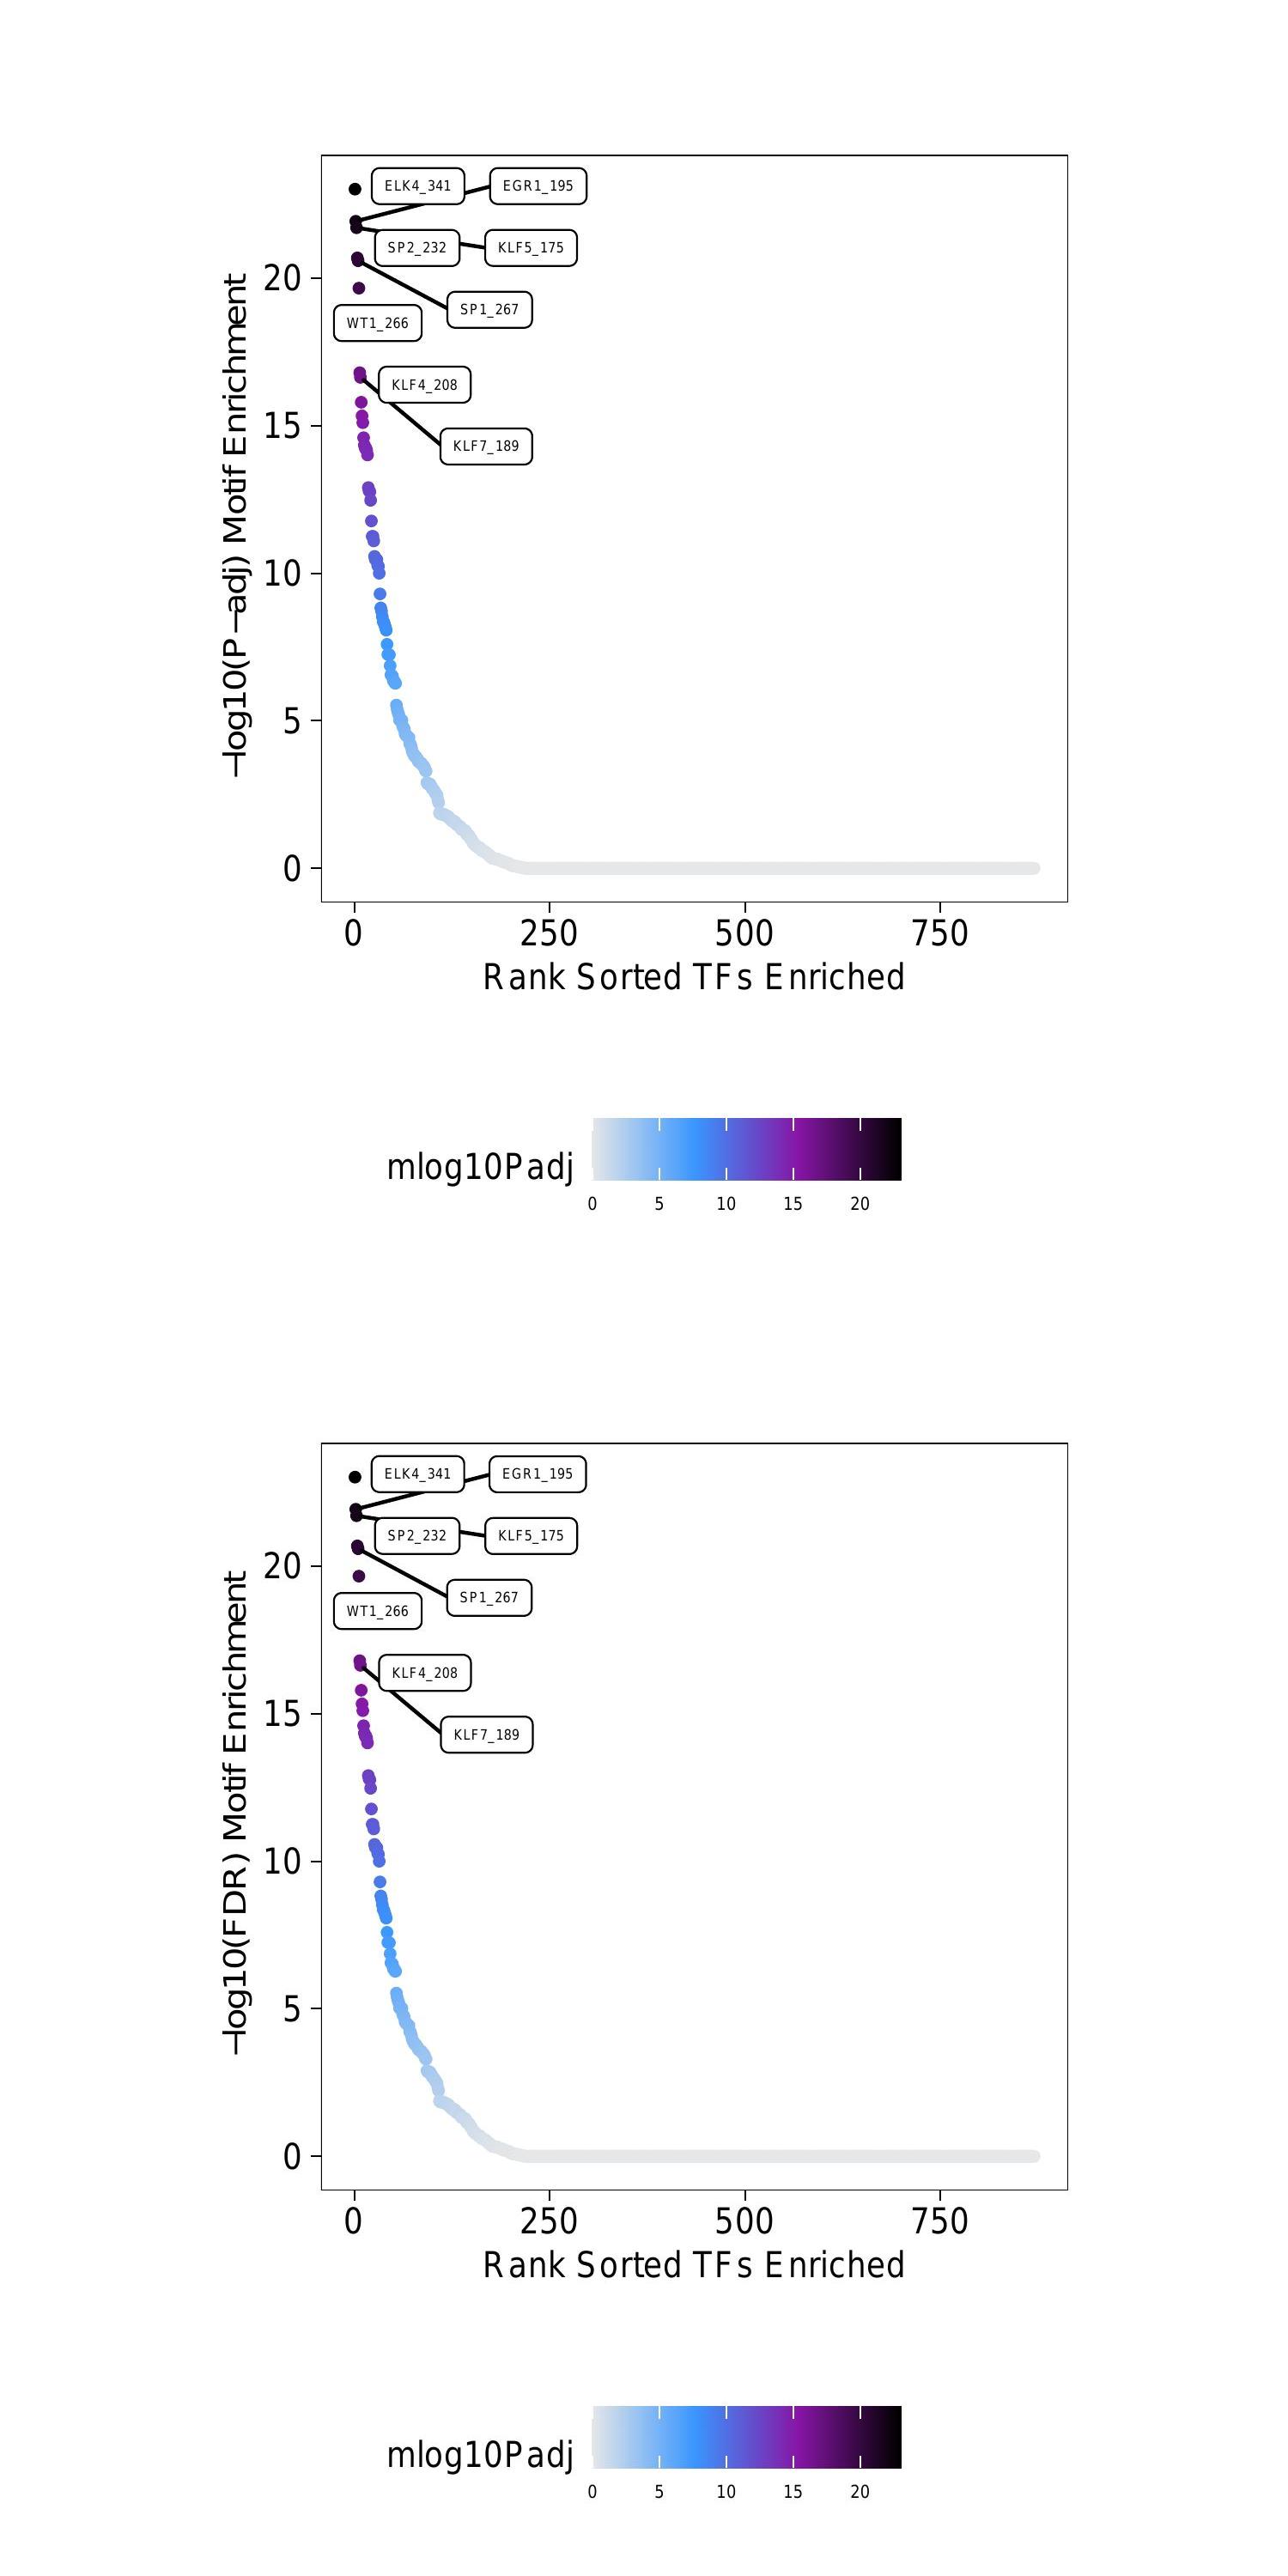 ELK4_341 EGR1_195
SP2_232 KLF5_175
20
SP1_267
WT1_266
KLF4_208
15
KLF7_189
10
5
0
−log10(P−adj) Motif Enrichment
0 250 500 750
Rank Sorted TFs Enriched
mlog10Padj
0 5 10 15 20
ELK4_341 EGR1_195
SP2_232 KLF5_175
20
SP1_267
WT1_266
KLF4_208
15
KLF7_189
10
5
0
−log10(FDR) Motif Enrichment
0 250 500 750
Rank Sorted TFs Enriched
mlog10Padj
0 5 10 15 20